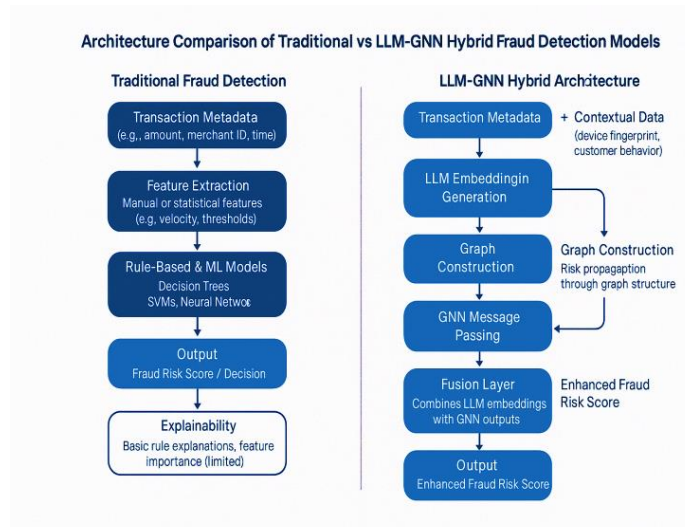 Architecture Comparison of Traditional vs LLM-GNN Hybrid Fraud Detection Models
Traditional Fraud Detection
Transaction Metadata
(e.g,, amount, merchant ID, time)
Feature Extraction
Manual or statistical features
(e.g, velocity, thresholds)
Rule-Based & ML Models
Decision Trees
SVMs, Neural
Output
Fraud Risk Score / Decision
Explainability
Basic rule explanations, feature
importance (limited)
LLM-GNN Hybrid Architecture
Transaction Metadata
+ Contextual Data
(device fingerprint,
customer behavior)
LLM Embeddingin
Generation
Graph
Construction
Graph Construction
Risk propagaption
through graph structure
GNN Message
Passing
Fusion Layer
Combines LLM embeddings
with GNN outputs
Enhanced Fraud
Risk Score
Output
Enhanced Fraud Risk Score